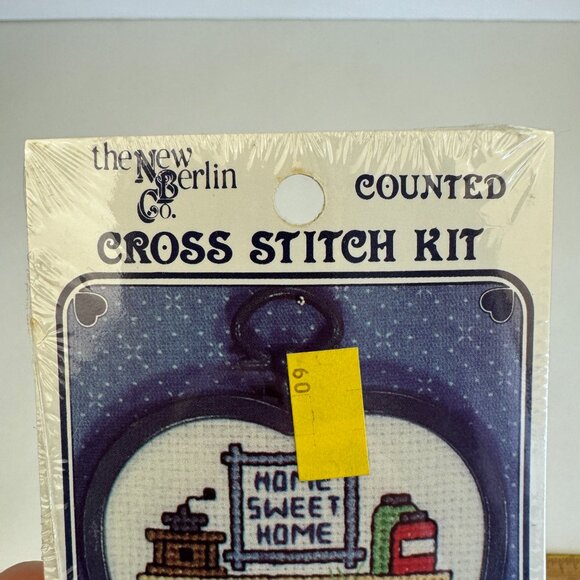 the New Berlin Co.
COUNTED
CROSS STITCH KIT
60
HOME
SWEET
HOME